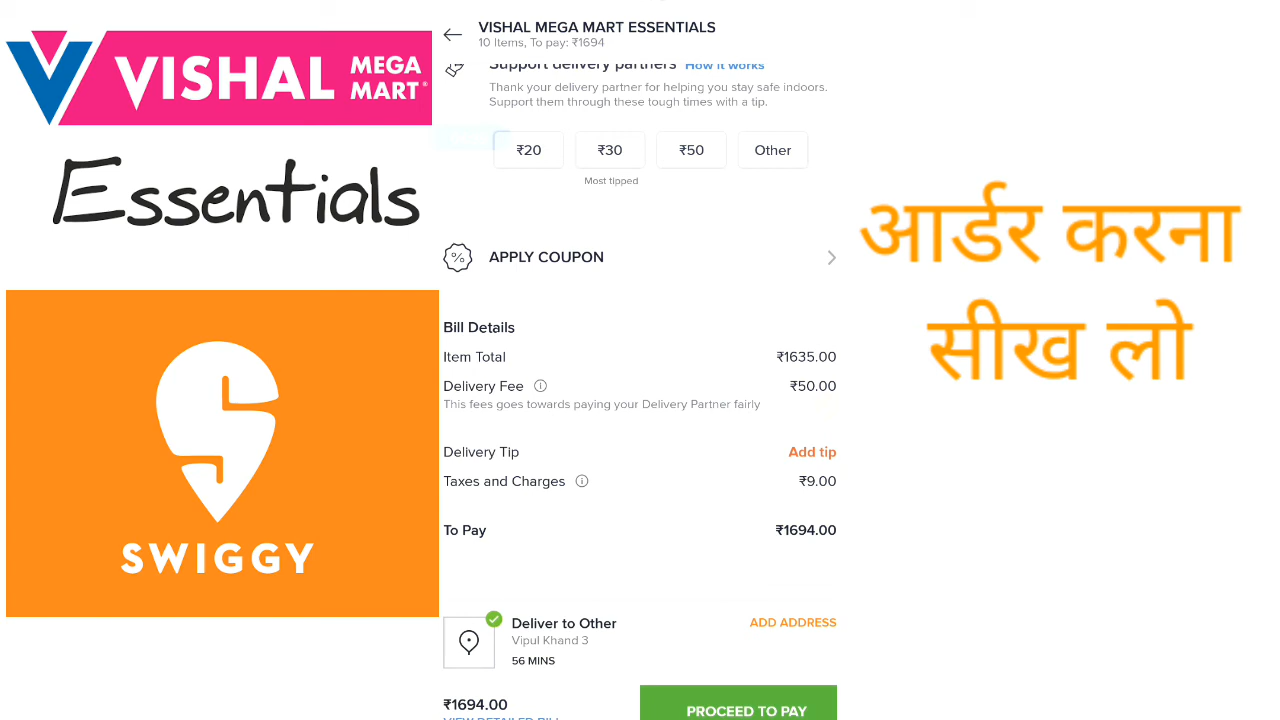 VISHAL MEGA MART
Essentials
SWIGGY
VISHAL MEGA MART ESSENTIALS
10 Items, To pay: ₹1694
Support delivery partners How it works
Thank your delivery partner for helping you stay safe indoors.
Support them through these tough times with a tip.
₹20 ₹30 ₹50 Other
Most tipped
APPLY COUPON
Bill Details
Item Total ₹1635.00
Delivery Fee ₹50.00
This fees goes towards paying your Delivery Partner fairly
Delivery Tip Add tip
Taxes and Charges ₹9.00
To Pay ₹1694.00
Deliver to Other ADD ADDRESS
Vipul Khand 3
56 MINS
₹1694.00 PROCEED TO PAY
VIEW DETAILED BILL
आर्डर करना
सीख लो